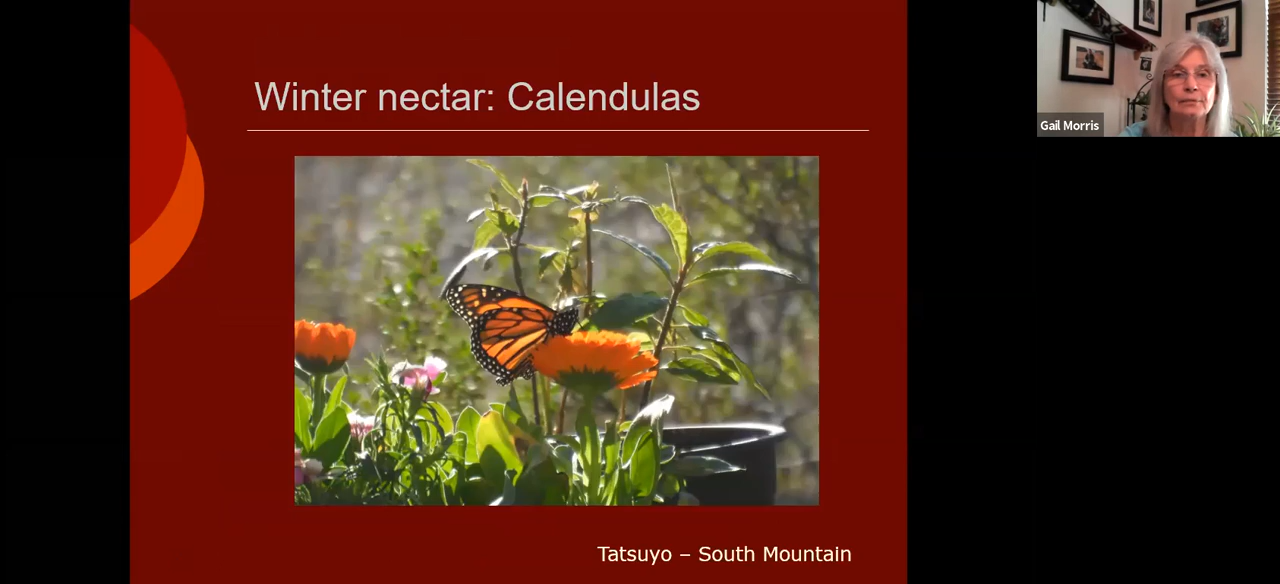 Winter nectar: Calendulas
Gail Morris
Tatsuyo – South Mountain